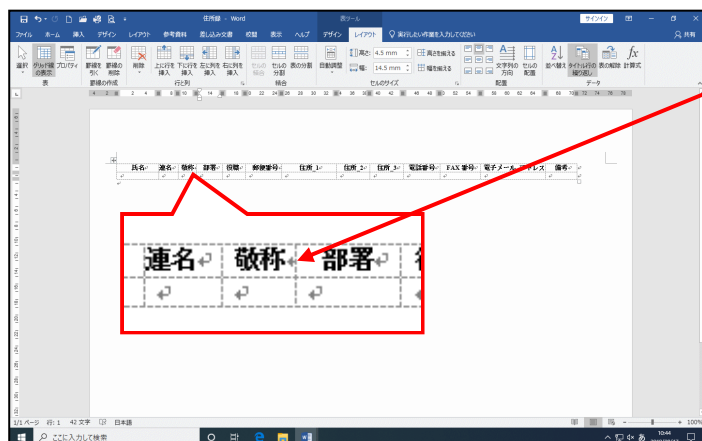 住所録 - Word
表ツール
サインイン
ファイル ホーム 挿入 デザイン レイアウト 参考資料 差し込み文書 校閲 表示 ヘルプ デザイン レイアウト 実行したい作業を入力してください 共有
選択 グリッド線の表示 プロパティ 罫線を引く 罫線の削除 削除 上に行を挿入 下に行を挿入 左に列を挿入 右に列を挿入 セルの結合 セルの分割 表の分割 自動調整 高さ: 4.5 mm 高さを揃える 幅: 14.5 mm 幅を揃える 文字列の方向 セルの配置 並べ替え タイトル行の繰り返し 表の解除 計算式
表 罫線の作成 行と列 結合 セルのサイズ 配置 データ
氏名 連名 敬称 部署 役職 郵便番号 住所_1 住所_2 住所_3 電話番号 FAX 番号 電子メール アドレス 備考
連名 敬称 部署
1/1 ページ 行: 1 42 文字 日本語 100%
ここに入力して検索 あ 10:44